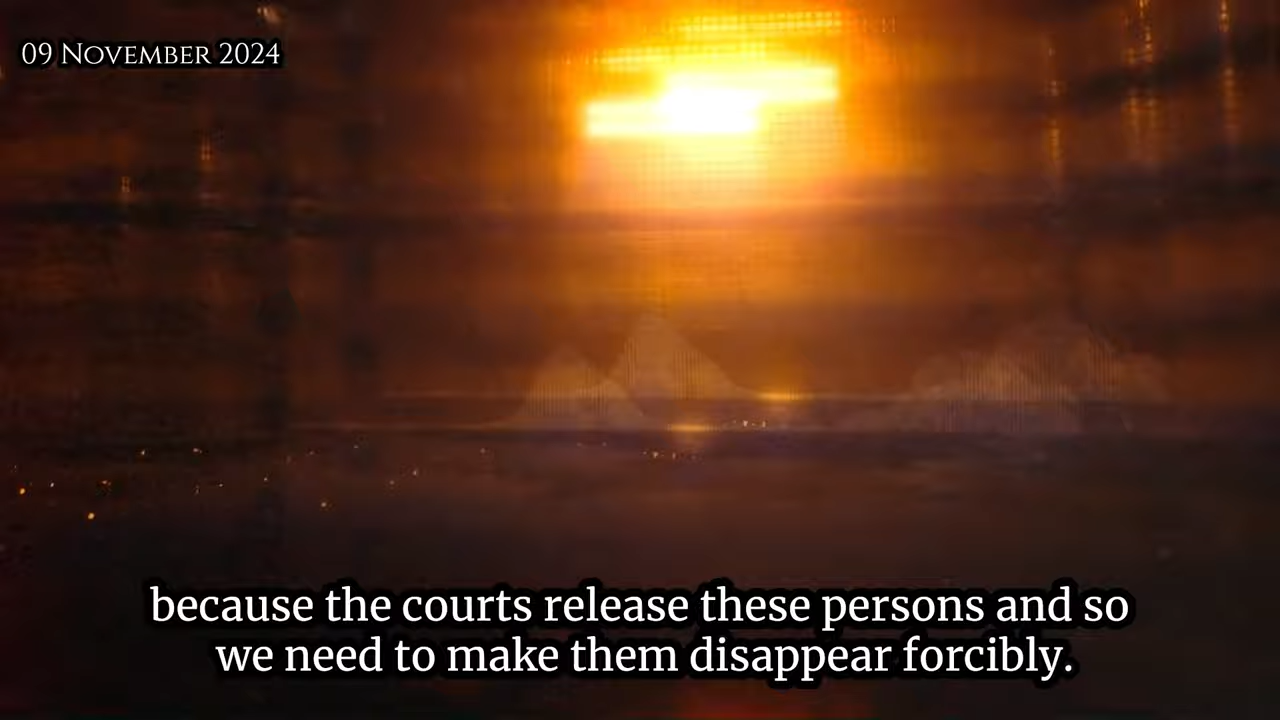 09 November 2024
because the courts release these persons and so
we need to make them disappear forcibly.